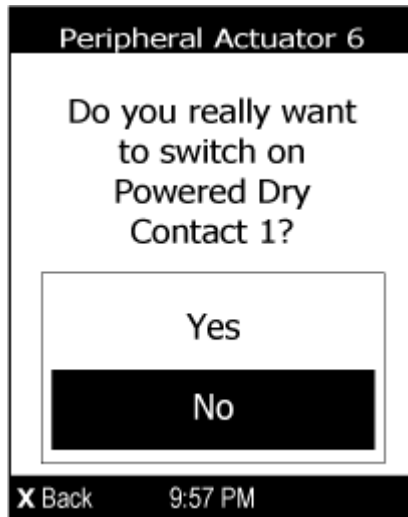 Peripheral Actuator 6
Do you really want
to switch on
Powered Dry
Contact 1?
Yes
No
X Back 9:57 PM